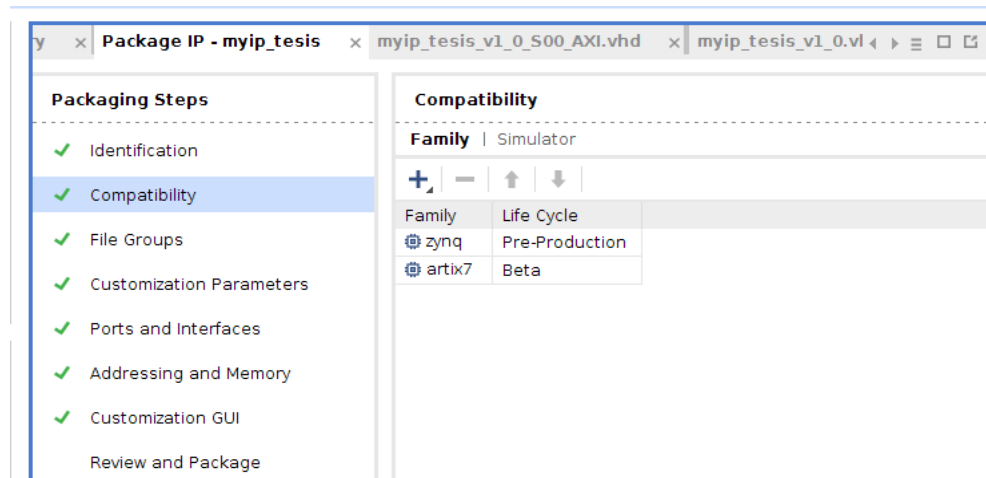 y
Package IP - myip_tesis
myip_tesis_v1_0_S00_AXI.vhd
myip_tesis_v1_0.vl
Packaging Steps
Identification
Compatibility
File Groups
Customization Parameters
Ports and Interfaces
Addressing and Memory
Customization GUI
Review and Package
Compatibility
Family | Simulator
Family Life Cycle
zynq Pre-Production
artix7 Beta